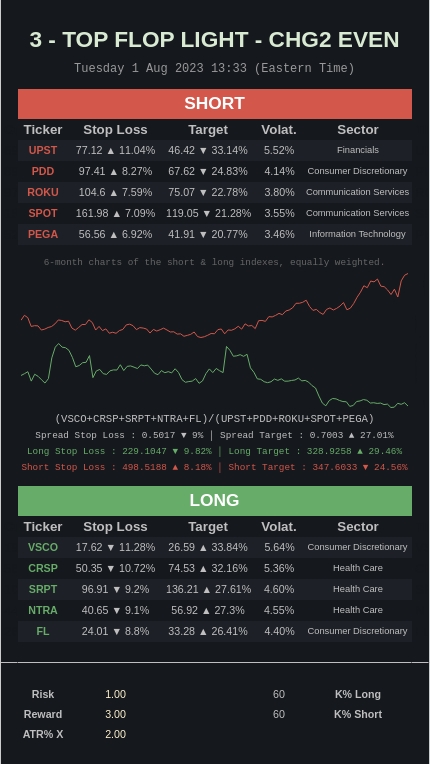 3 - TOP FLOP LIGHT - CHG2 EVEN
Tuesday 1 Aug 2023 13:33 (Eastern Time)
SHORT
Ticker Stop Loss Target Volat. Sector
UPST 77.12 ▲ 11.04% 46.42 ▼ 33.14% 5.52% Financials
PDD 97.41 ▲ 8.27% 67.62 ▼ 24.83% 4.14% Consumer Discretionary
ROKU 104.6 ▲ 7.59% 75.07 ▼ 22.78% 3.80% Communication Services
SPOT 161.98 ▲ 7.09% 119.05 ▼ 21.28% 3.55% Communication Services
PEGA 56.56 ▲ 6.92% 41.91 ▼ 20.77% 3.46% Information Technology
6-month charts of the short & long indexes, equally weighted.
(VSCO+CRSP+SRPT+NTRA+FL)/(UPST+PDD+ROKU+SPOT+PEGA)
Spread Stop Loss : 0.5017 ▼ 9% | Spread Target : 0.7003 ▲ 27.01%
Long Stop Loss : 229.1047 ▼ 9.82% | Long Target : 328.9258 ▲ 29.46%
Short Stop Loss : 498.5188 ▲ 8.18% | Short Target : 347.6033 ▼ 24.56%
LONG
Ticker Stop Loss Target Volat. Sector
VSCO 17.62 ▼ 11.28% 26.59 ▲ 33.84% 5.64% Consumer Discretionary
CRSP 50.35 ▼ 10.72% 74.53 ▲ 32.16% 5.36% Health Care
SRPT 96.91 ▼ 9.2% 136.21 ▲ 27.61% 4.60% Health Care
NTRA 40.65 ▼ 9.1% 56.92 ▲ 27.3% 4.55% Health Care
FL 24.01 ▼ 8.8% 33.28 ▲ 26.41% 4.40% Consumer Discretionary
Risk 1.00 60 K% Long
Reward 3.00 60 K% Short
ATR% X 2.00